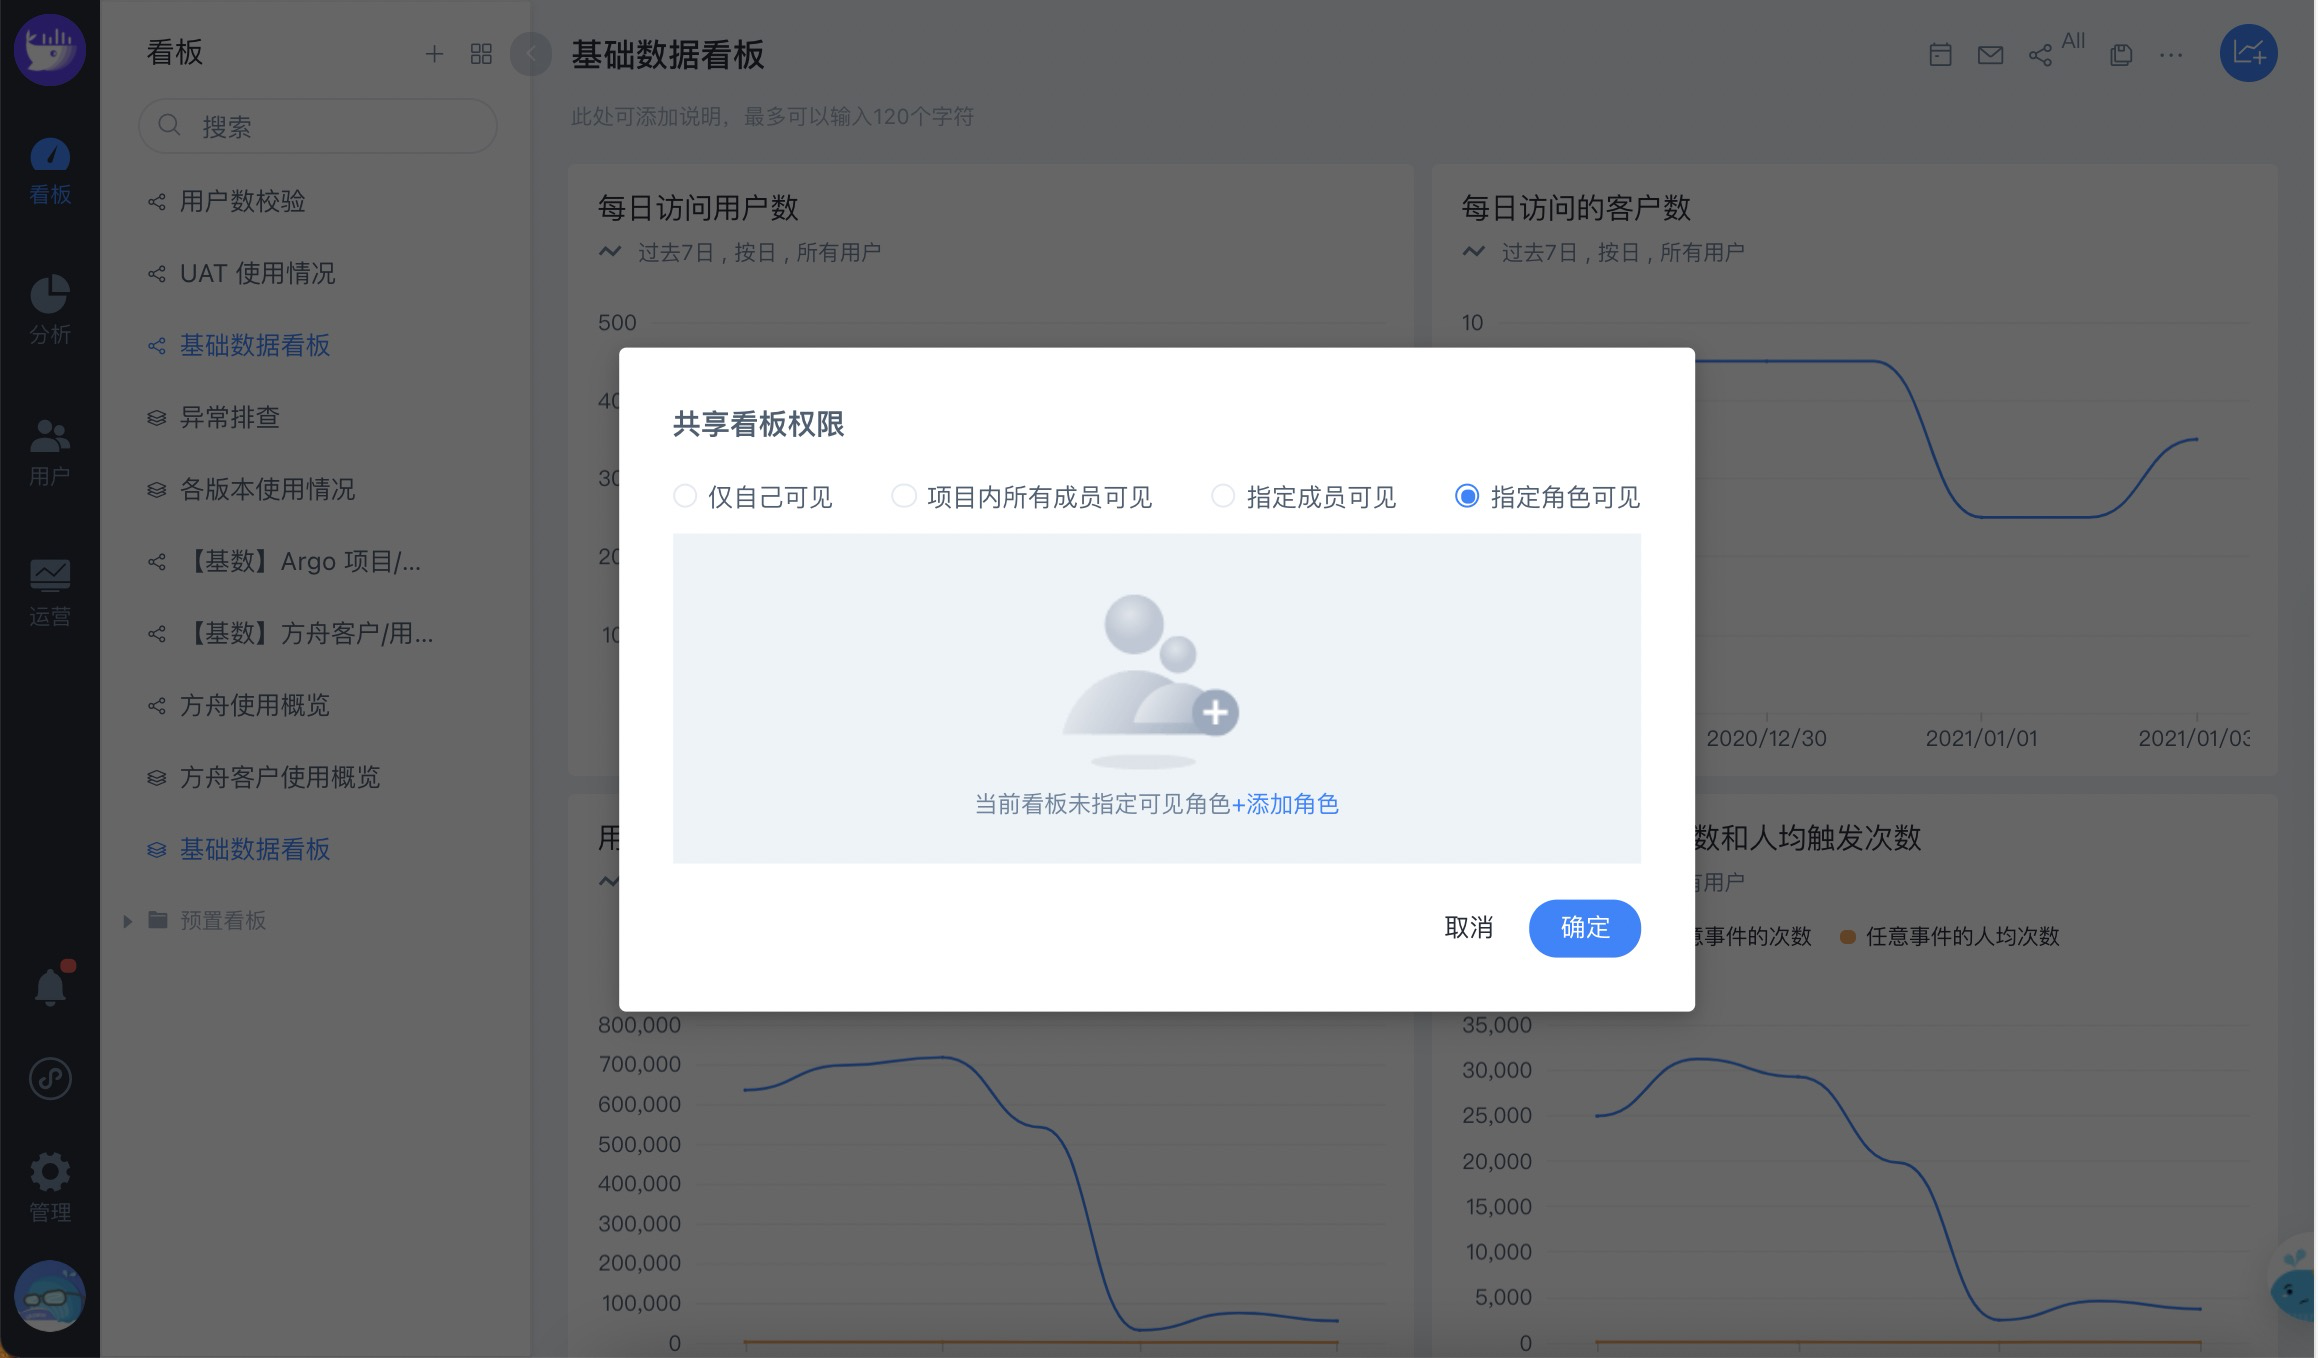 看板
搜索
用户数校验
UAT 使用情况
基础数据看板
异常排查
各版本使用情况
【基数】Argo 项目/...
【基数】方舟客户/用...
方舟使用概览
方舟客户使用概览
基础数据看板
预置看板
看板
分析
用户
运营
管理
基础数据看板
All
此处可添加说明，最多可以输入120个字符
每日访问用户数
过去7日 , 按日 , 所有用户
500
40
30
20
10
每日访问的客户数
过去7日 , 按日 , 所有用户
10
2020/12/30
2021/01/01
2021/01/03
共享看板权限
仅自己可见
项目内所有成员可见
指定成员可见
指定角色可见
当前看板未指定可见角色+添加角色
取消
确定
用
800,000
700,000
600,000
500,000
400,000
300,000
200,000
100,000
0
数和人均触发次数
用户
事件的次数
任意事件的人均次数
35,000
30,000
25,000
20,000
15,000
10,000
5,000
0